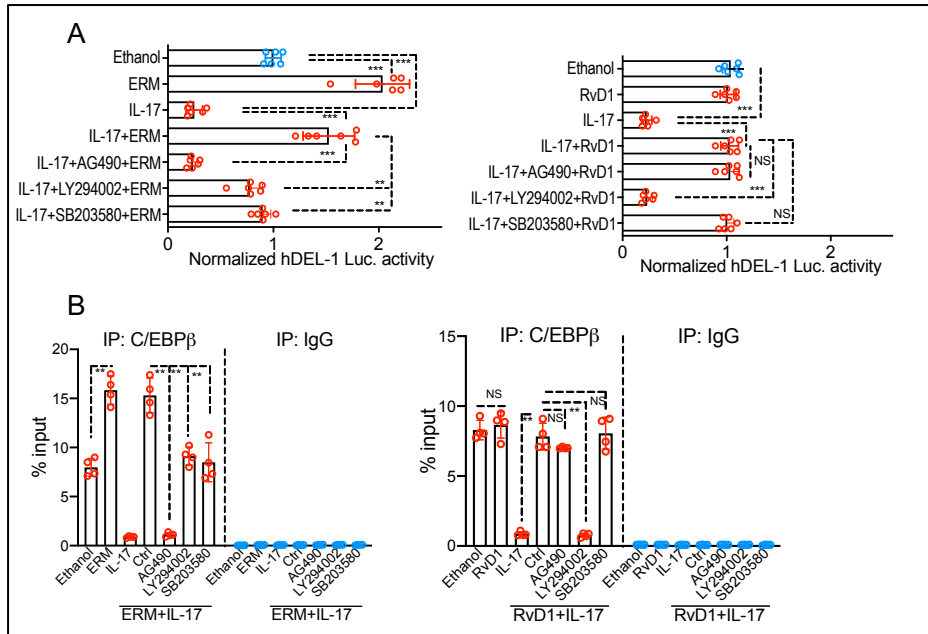 A
Ethanol
ERM
IL-17
IL-17+ERM
IL-17+AG490+ERM
IL-17+LY294002+ERM
IL-17+SB203580+ERM
***
***
***
***
**
**
0 1 2
Normalized hDEL-1 Luc. activity
Ethanol
RvD1
IL-17
IL-17+RvD1
IL-17+AG490+RvD1
IL-17+LY294002+RvD1
IL-17+SB203580+RvD1
***
***
NS
***
NS
0 1 2
Normalized hDEL-1 Luc. activity
B
IP: C/EBPβ IP: IgG
20
15
10
5
0
% input
** ** ** **
Ethanol ERM IL-17 Ctrl AG490 LY294002 SB203580
ERM+IL-17
Ethanol ERM IL-17 Ctrl AG490 LY294002 SB203580
ERM+IL-17
IP: C/EBPβ IP: IgG
15
10
5
0
% input
NS ** NS ** NS
Ethanol RvD1 IL-17 Ctrl AG490 LY294002 SB203580
RvD1+IL-17
Ethanol RvD1 IL-17 Ctrl AG490 LY294002 SB203580
RvD1+IL-17